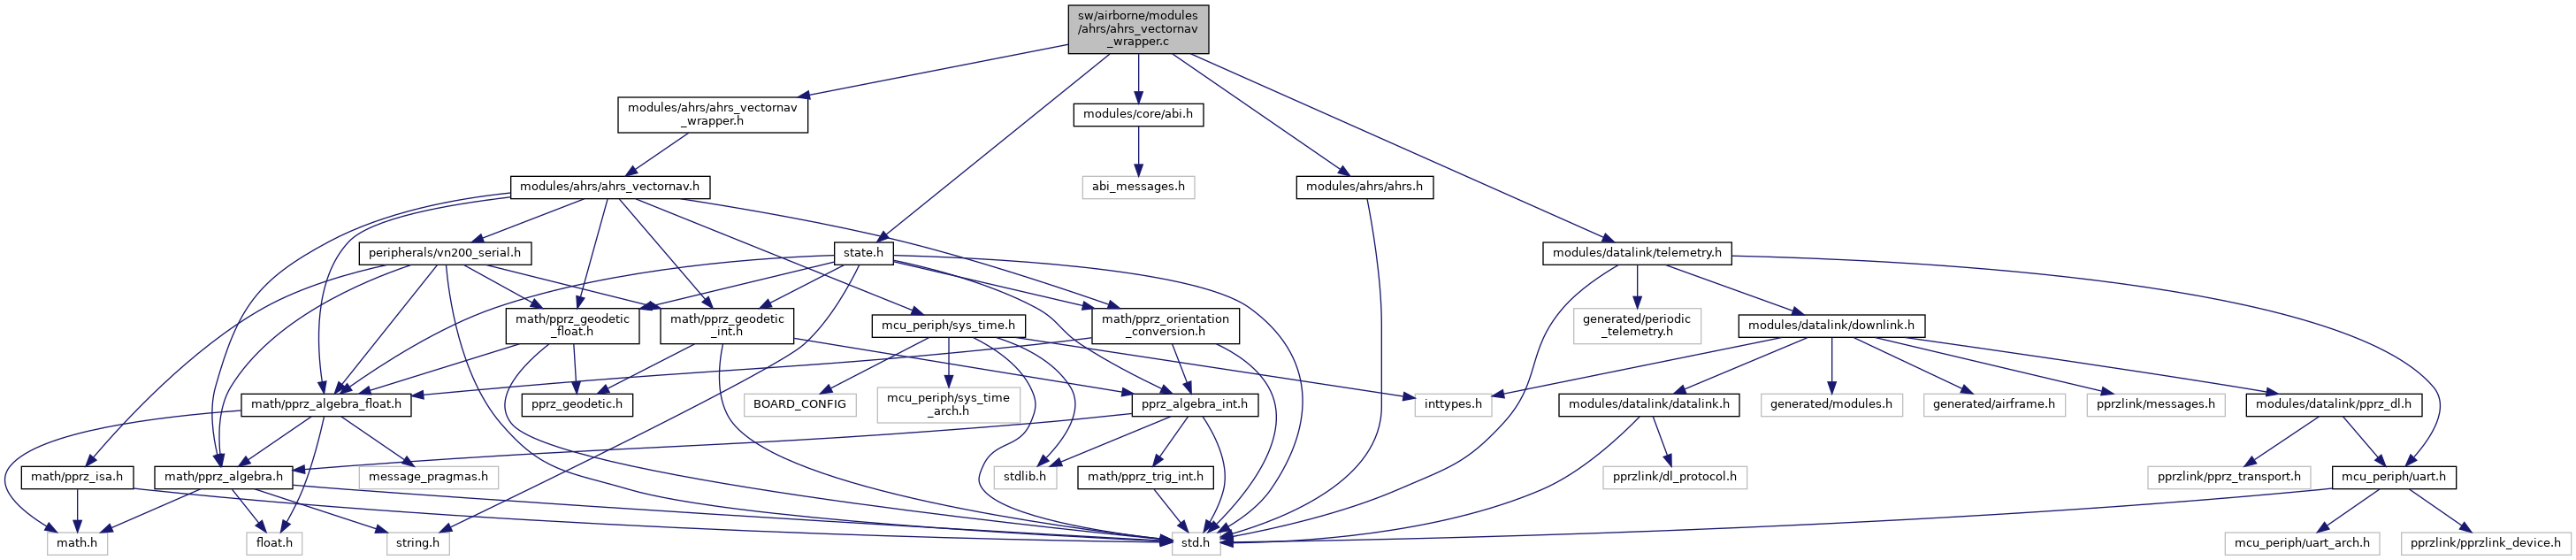 sw/airborne/modules
/ahrs/ahrs_vectornav
_wrapper.c
modules/ahrs/ahrs_vectornav
_wrapper.h
modules/core/abi.h
modules/ahrs/ahrs_vectornav.h
abi_messages.h
modules/ahrs/ahrs.h
peripherals/vn200_serial.h
state.h
modules/datalink/telemetry.h
math/pprz_geodetic
_float.h
math/pprz_geodetic
_int.h
mcu_periph/sys_time.h
math/pprz_orientation
_conversion.h
generated/periodic
_telemetry.h
modules/datalink/downlink.h
math/pprz_algebra_float.h
pprz_geodetic.h
BOARD_CONFIG
mcu_periph/sys_time
_arch.h
pprz_algebra_int.h
inttypes.h
modules/datalink/datalink.h
generated/modules.h
generated/airframe.h
pprzlink/messages.h
modules/datalink/pprz_dl.h
math/pprz_isa.h
math/pprz_algebra.h
message_pragmas.h
stdlib.h
math/pprz_trig_int.h
pprzlink/dl_protocol.h
pprzlink/pprz_transport.h
mcu_periph/uart.h
math.h
float.h
string.h
std.h
mcu_periph/uart_arch.h
pprzlink/pprzlink_device.h